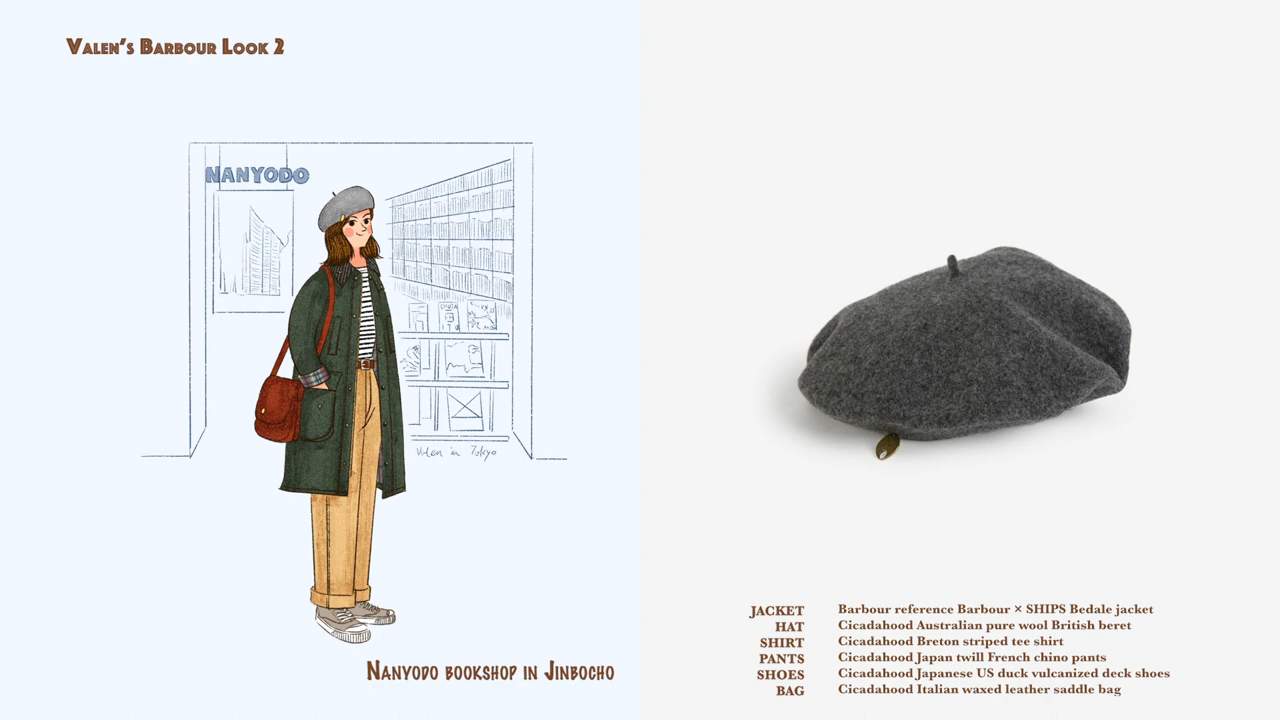 Valen's Barbour Look 2
NANYODO
Valen in Tokyo
Nanyodo bookshop in Jinbocho
JACKET Barbour reference Barbour × SHIPS Bedale jacket
HAT Cicadahood Australian pure wool British beret
SHIRT Cicadahood Breton striped tee shirt
PANTS Cicadahood Japan twill French chino pants
SHOES Cicadahood Japanese US duck vulcanized deck shoes
BAG Cicadahood Italian waxed leather saddle bag